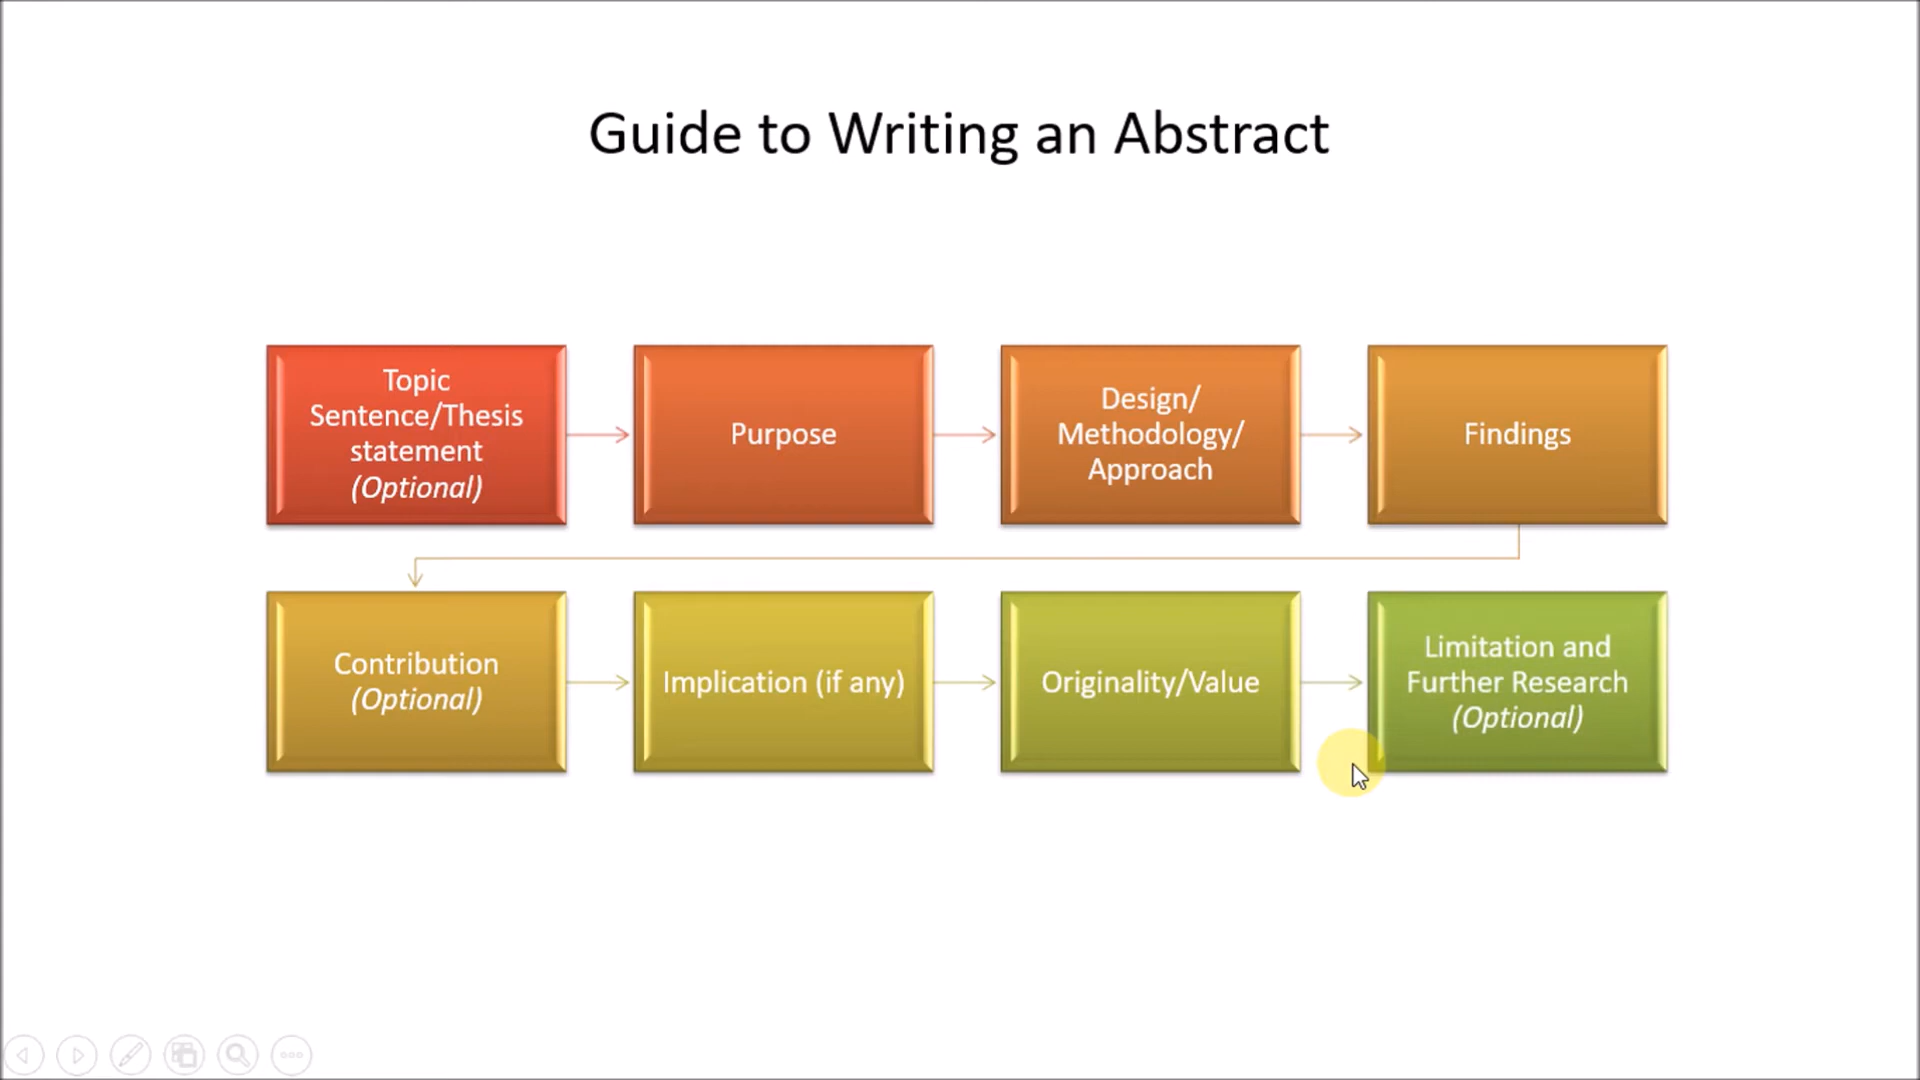 Guide to Writing an Abstract
Topic
Sentence/Thesis
statement
(Optional)
Purpose
Design/
Methodology/
Approach
Findings
Contribution
(Optional)
Implication (if any)
Originality/Value
Limitation and
Further Research
(Optional)